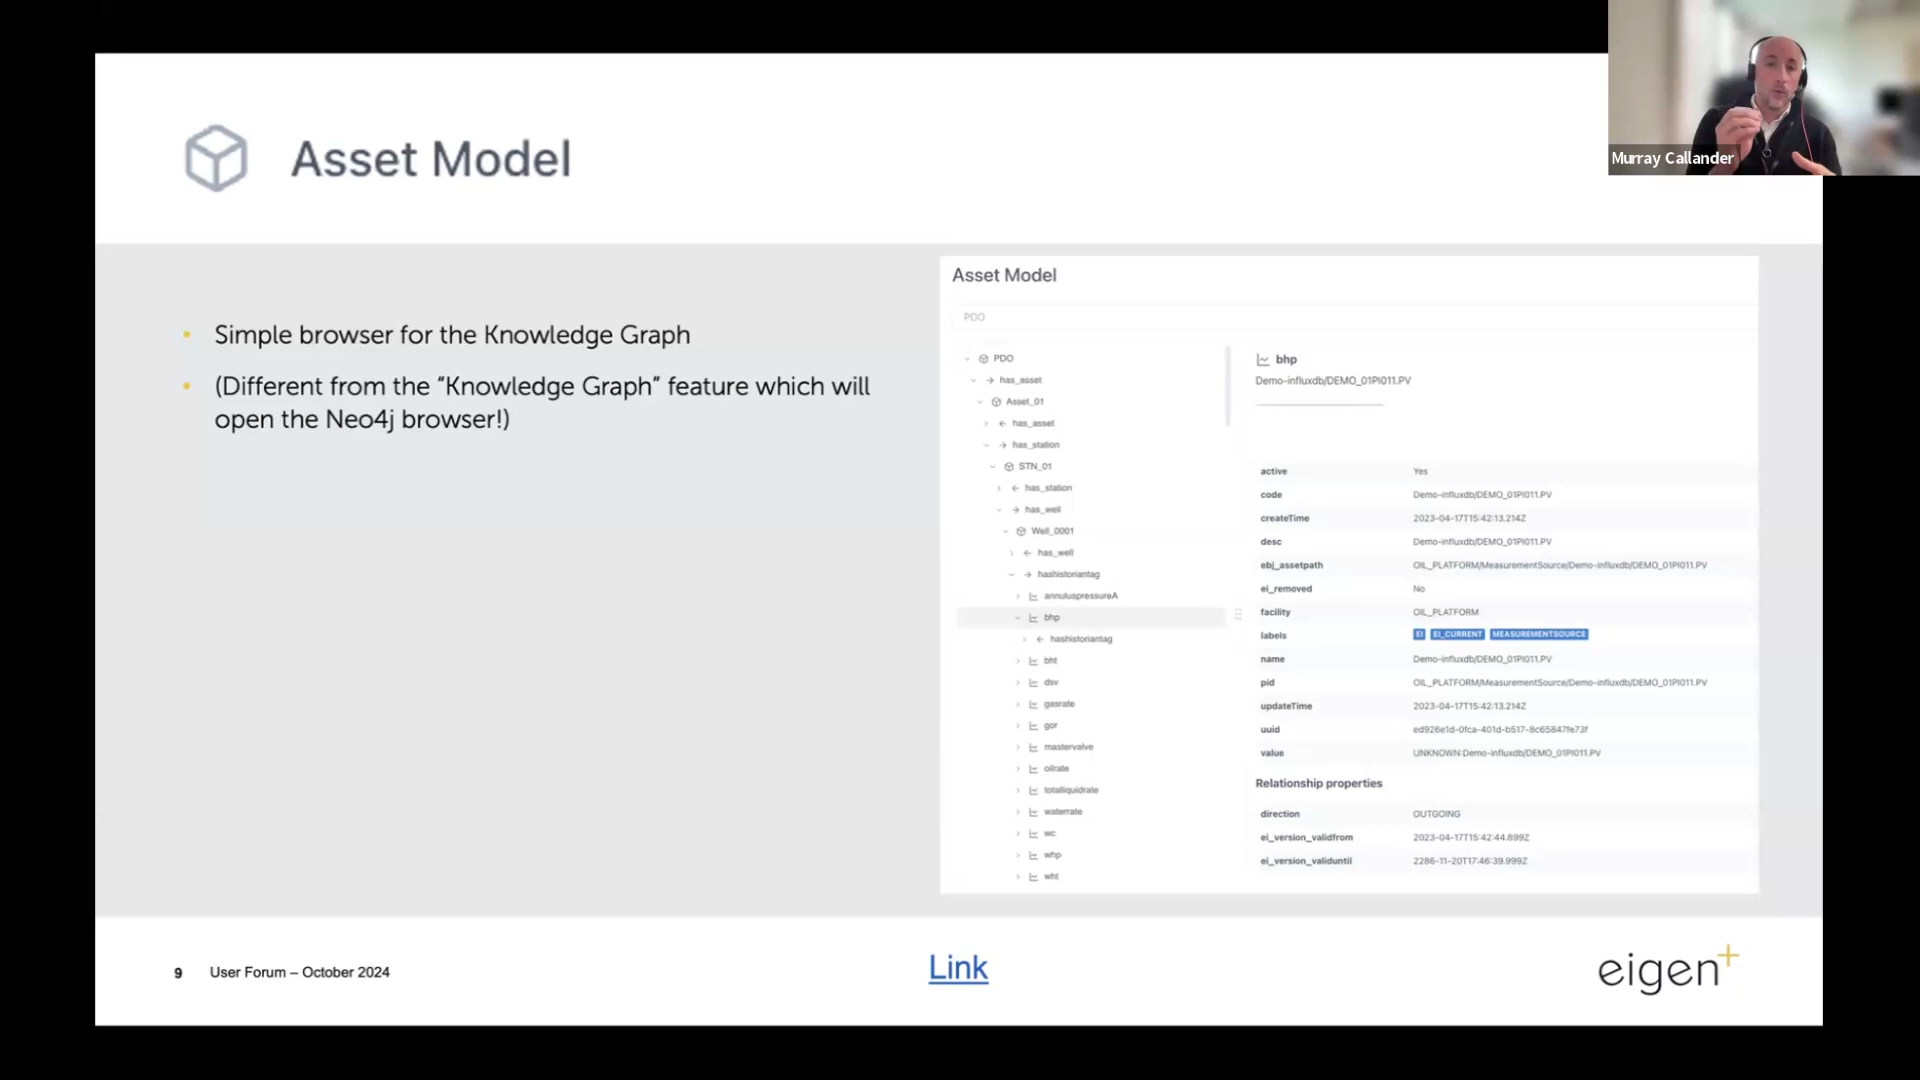 Murray Callander
Asset Model
• Simple browser for the Knowledge Graph
• (Different from the “Knowledge Graph” feature which will
open the Neo4j browser!)
Asset Model
PDO
PDO
has_asset
Asset_01
has_asset
has_station
STN_01
has_station
has_well
Well_0001
has_well
hashistoriantag
annuluspressureA
bhp
hashistoriantag
bht
dsv
gasrate
gor
mastervalve
oilrate
totalliquidrate
waterrate
wc
whp
wht
bhp
Demo-influxdb/DEMO_01PI011.PV
active Yes
code Demo-influxdb/DEMO_01PI011.PV
createTime 2023-04-17T15:42:13.214Z
desc Demo-influxdb/DEMO_01PI011.PV
ebj_assetpath OIL_PLATFORM/MeasurementSource/Demo-influxdb/DEMO_01PI011.PV
ei_removed No
facility OIL_PLATFORM
labels EI EI_CURRENT MEASUREMENTSOURCE
name Demo-influxdb/DEMO_01PI011.PV
pid OIL_PLATFORM/MeasurementSource/Demo-influxdb/DEMO_01PI011.PV
updateTime 2023-04-17T15:42:13.214Z
uuid ed926e1d-0fca-401d-b517-8c65847fe73f
value UNKNOWN:Demo-influxdb/DEMO_01PI011.PV
Relationship properties
direction OUTGOING
ei_version_validfrom 2023-04-17T15:42:44.899Z
ei_version_validuntil 2286-11-20T17:46:39.999Z
9 User Forum – October 2024
Link
eigen+